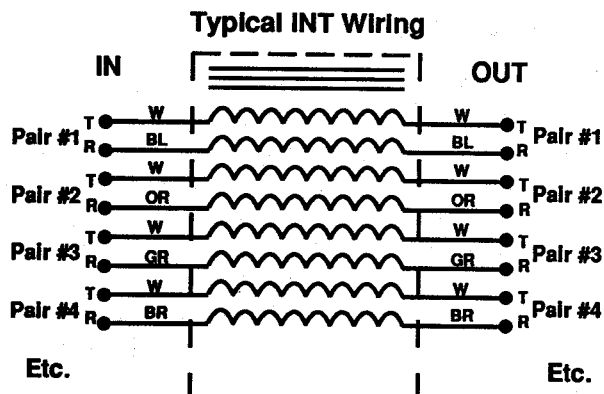 Typical INT Wiring
IN OUT
T W W T
Pair #1 Pair #1
R BL BL R
T W W T
Pair #2 Pair #2
R OR OR R
T W W T
Pair #3 Pair #3
R GR GR R
T W W T
Pair #4 Pair #4
R BR BR R
Etc. Etc.